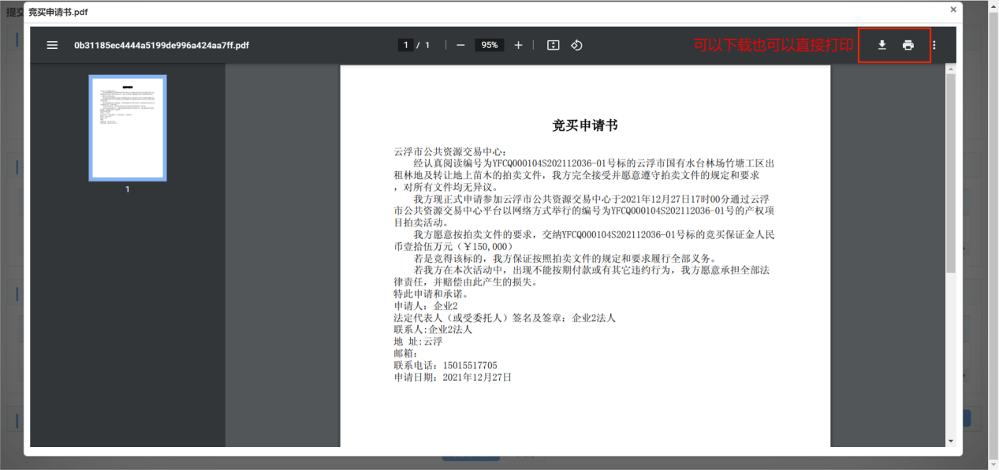 提交
竞买申请书.pdf
×
0b31185ec4444a5199de996a424aa7ff.pdf
1 / 1
95%
可以下载也可以直接打印
1
竞买申请书
云浮市公共资源交易中心:
经认真阅读编号为YFCQ000104S202112036-01号标的云浮市国有水台林场竹塘工区出
租林地及转让地上苗木的拍卖文件，我方完全接受并愿意遵守拍卖文件的规定和要求
，对所有文件均无异议。
我方现正式申请参加云浮市公共资源交易中心于2021年12月27日17时00分通过云浮
市公共资源交易中心平台以网络方式举行的编号为YFCQ000104S202112036-01号的产权项
目拍卖活动。
我方愿意按拍卖文件的要求，交纳YFCQ000104S202112036-01号标的竞买保证金人民
币壹拾伍万元（￥150,000）
若是竞得该标的，我方保证按照拍卖文件的规定和要求履行全部义务。
若我方在本次活动中，出现不能按期付款或有其它违约行为，我方愿意承担全部法
律责任，并赔偿由此产生的损失。
特此申请和承诺。
申请人：企业2
法定代表人（或受委托人）签名及签章：企业2法人
联系人:企业2法人
地 址:云浮
邮箱:
联系电话：15015517705
申请日期：2021年12月27日